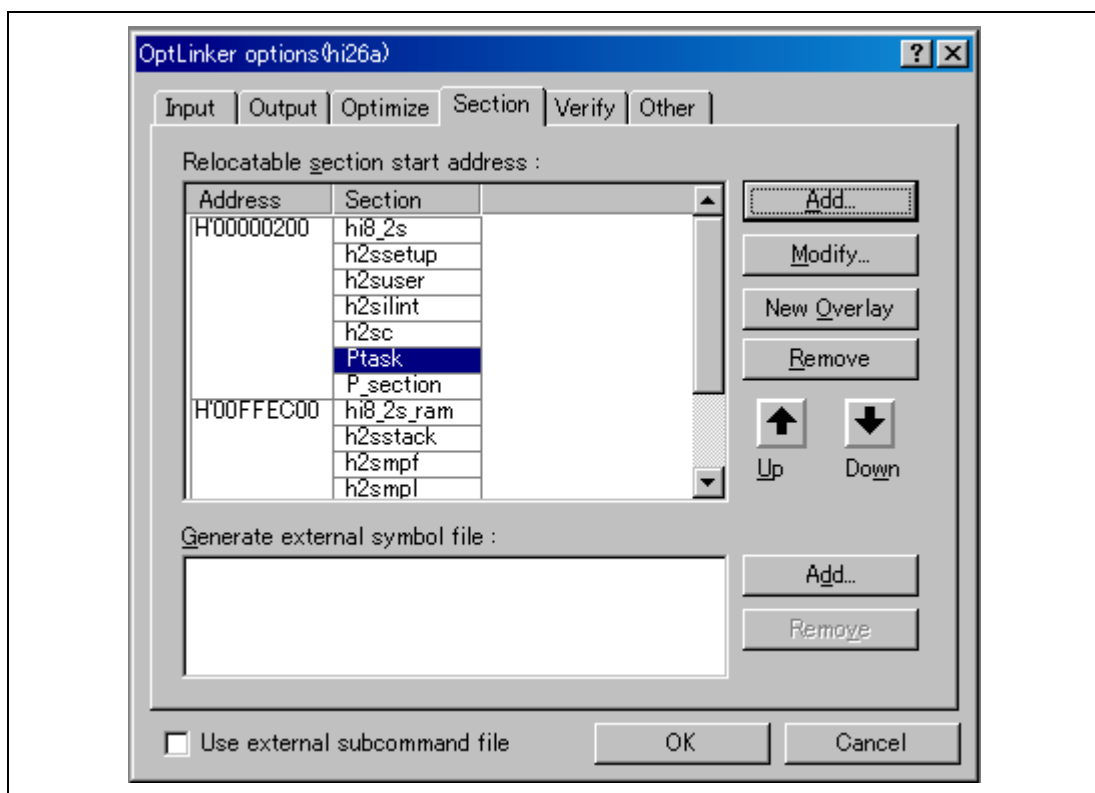 OptLinker options(hi26a)
Input Output Optimize Section Verify Other
Relocatable section start address :
Address Section
H'00000200 hi8_2s
h2ssetup
h2suser
h2silint
h2sc
Ptask
P_section
H'00FFEC00 hi8_2s_ram
h2sstack
h2smpf
h2smpl
Add...
Modify...
New Overlay
Remove
Up Down
Generate external symbol file :
Add...
Remove
Use external subcommand file
OK Cancel